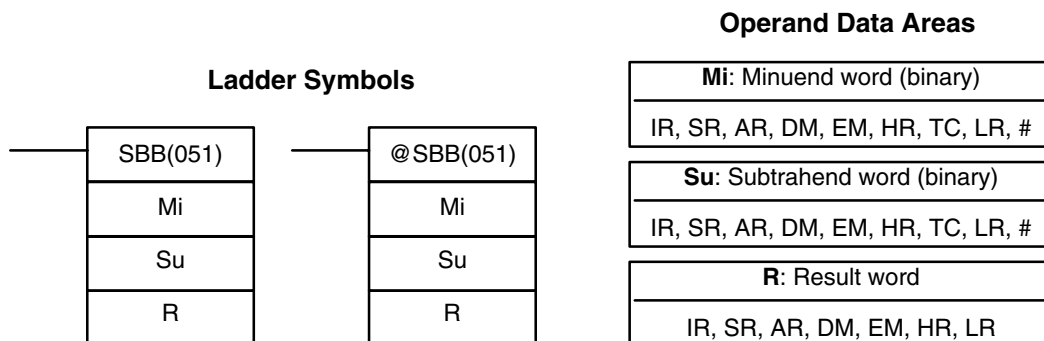 Ladder Symbols
SBB(051)
Mi
Su
R
@SBB(051)
Mi
Su
R
Operand Data Areas
Mi: Minuend word (binary)
IR, SR, AR, DM, EM, HR, TC, LR, #
Su: Subtrahend word (binary)
IR, SR, AR, DM, EM, HR, TC, LR, #
R: Result word
IR, SR, AR, DM, EM, HR, LR